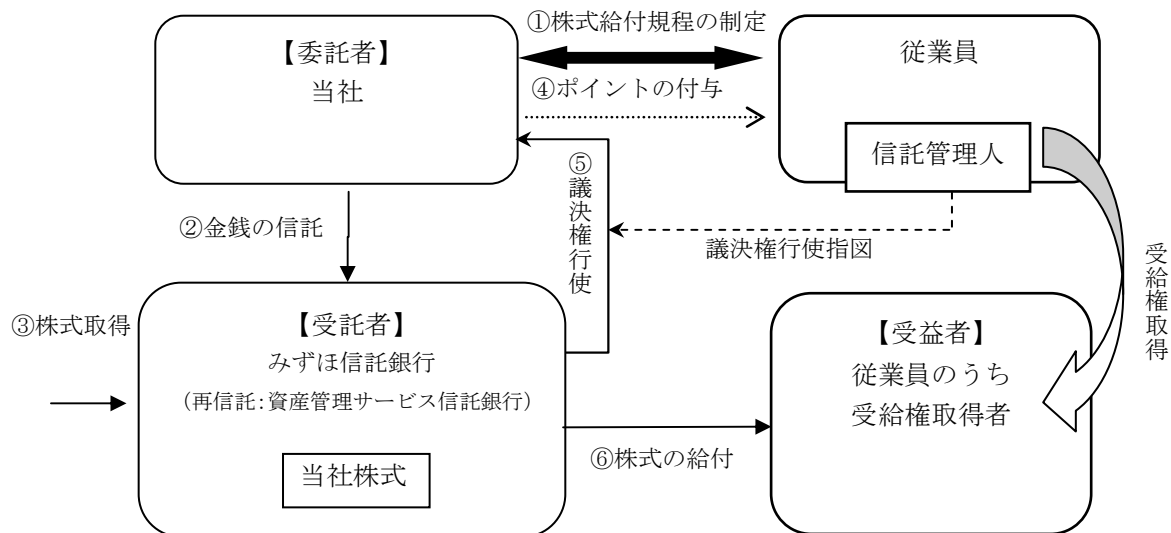 ①株式給付規程の制定
【委託者】
当社
従業員
④ポイントの付与
信託管理人
⑤議決権行使
②金銭の信託
議決権行使指図
受給権取得
③株式取得
【受託者】
みずほ信託銀行
（再信託：資産管理サービス信託銀行）
当社株式
【受益者】
従業員のうち
受給権取得者
⑥株式の給付